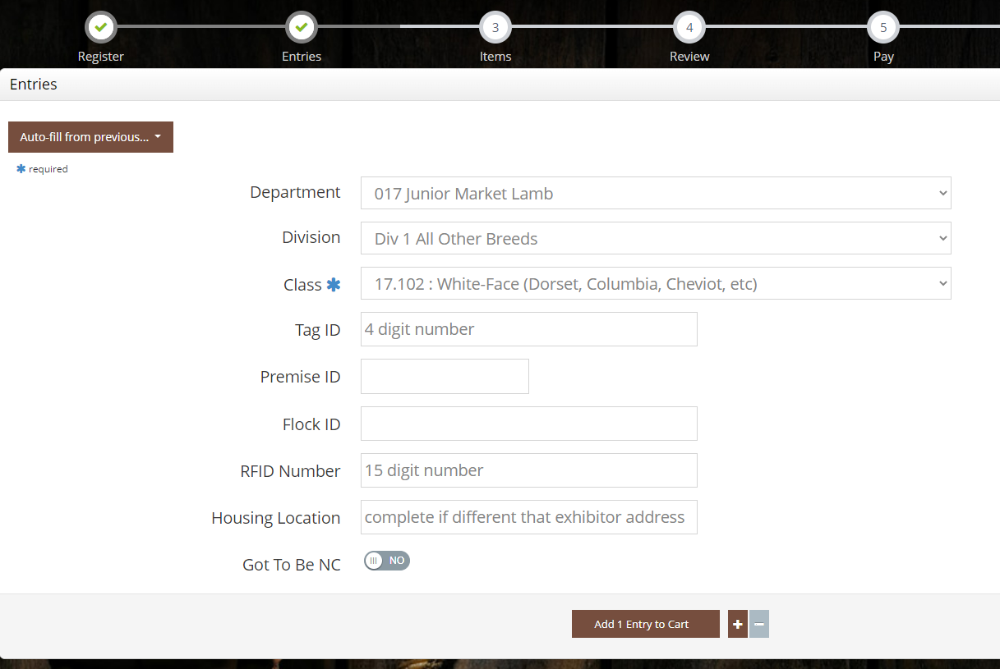 3
4
5
Register
Entries
Items
Review
Pay
Entries
Auto-fill from previous...
✱ required
Department
017 Junior Market Lamb
Division
Div 1 All Other Breeds
Class ✱
17.102 : White-Face (Dorset, Columbia, Cheviot, etc)
Tag ID
4 digit number
Premise ID
Flock ID
RFID Number
15 digit number
Housing Location
complete if different that exhibitor address
Got To Be NC
NO
Add 1 Entry to Cart
+
−